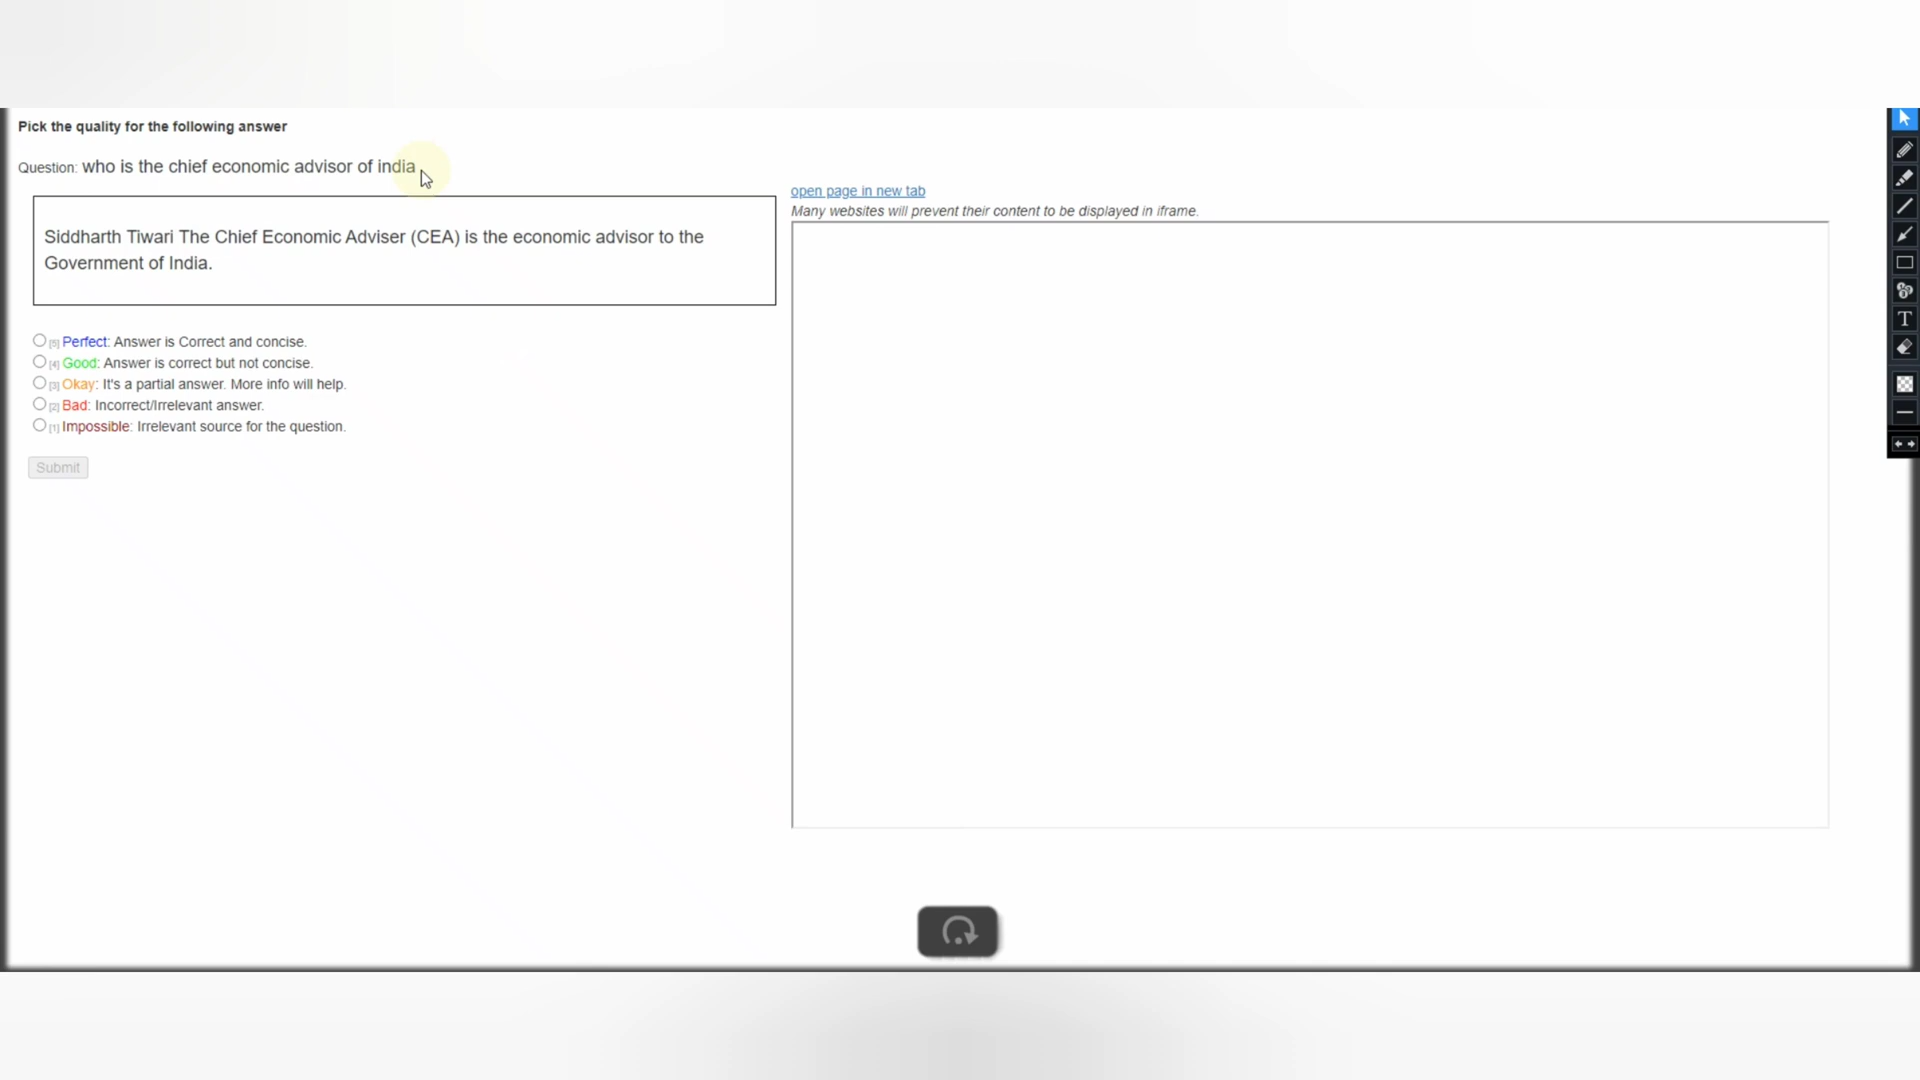 Pick the quality for the following answer
Question: who is the chief economic advisor of india
open page in new tab
Many websites will prevent their content to be displayed in iframe.
Siddharth Tiwari The Chief Economic Adviser (CEA) is the economic advisor to the
Government of India.
[5] Perfect: Answer is Correct and concise.
[4] Good: Answer is correct but not concise.
[3] Okay: It's a partial answer. More info will help.
[2] Bad: Incorrect/Irrelevant answer.
[1] Impossible: Irrelevant source for the question.
Submit
T